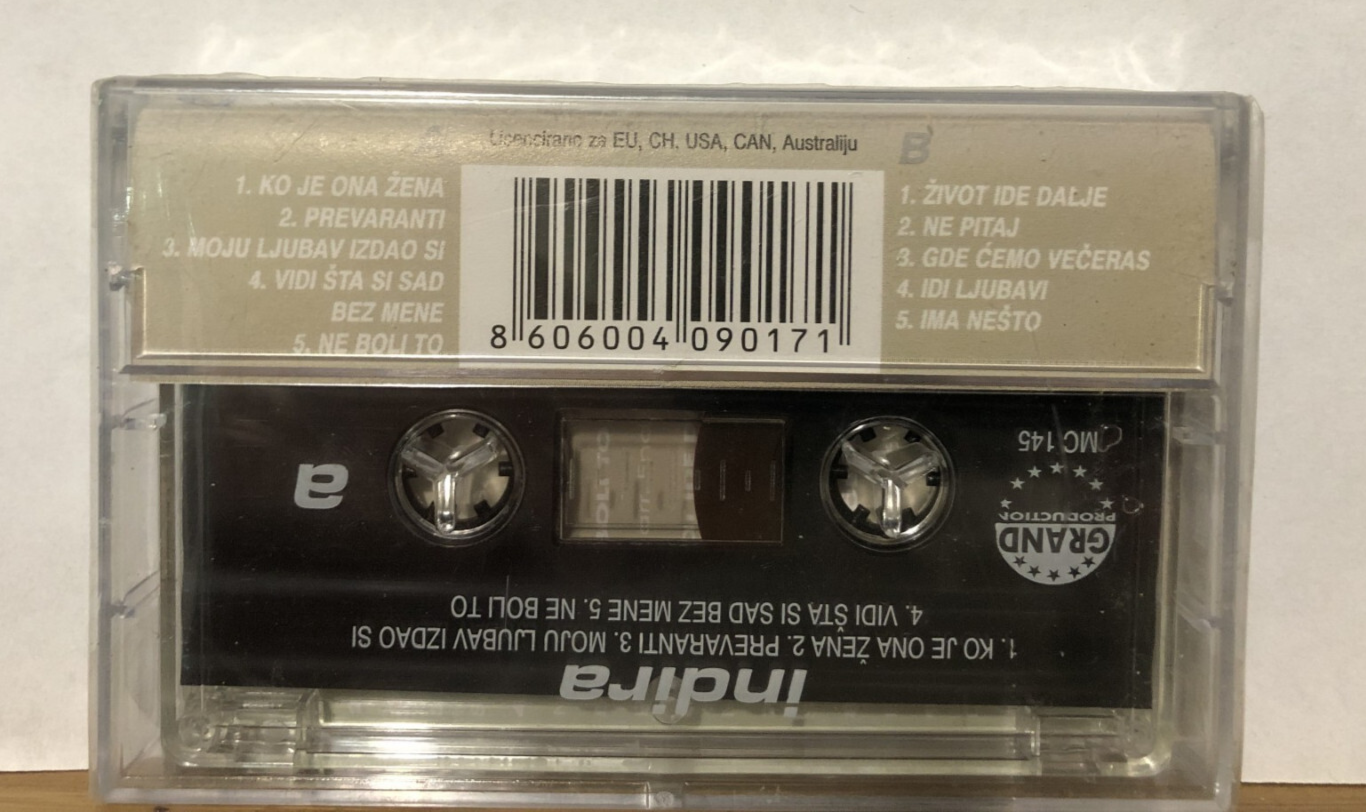 Licencirano za EU, CH. USA, CAN, Australiju
1. KO JE ONA ŽENA
2. PREVARANTI
3. MOJU LJUBAV IZDAO SI
4. VIDI ŠTA SI SAD
BEZ MENE
5. NE BOLI TO
8 606004 090171
B
1. ŽIVOT IDE DALJE
2. NE PITAJ
3. GDE ĆEMO VEČERAS
4. IDI LJUBAVI
5. IMA NEŠTO
indira
1. KO JE ONA ŽENA 2. PREVARANTI 3. MOJU LJUBAV IZDAO SI
4. VIDI ŠTA SI SAD BEZ MENE 5. NE BOLI TO
GRAND
PRODUCTION
MC 145
a